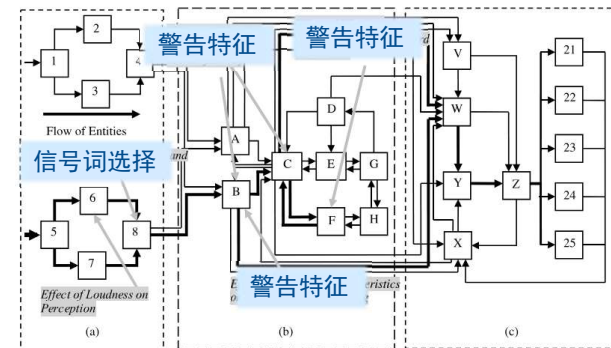 2
1
4
3
Flow of Entities
信号词选择
and
6
5
8
7
Effect of Loudness on
Perception
(a)
警告特征
警告特征
A
B
C
D
E
F
G
H
警告特征
eristics
(b)
V
W
Y
Z
X
21
22
23
24
25
(c)